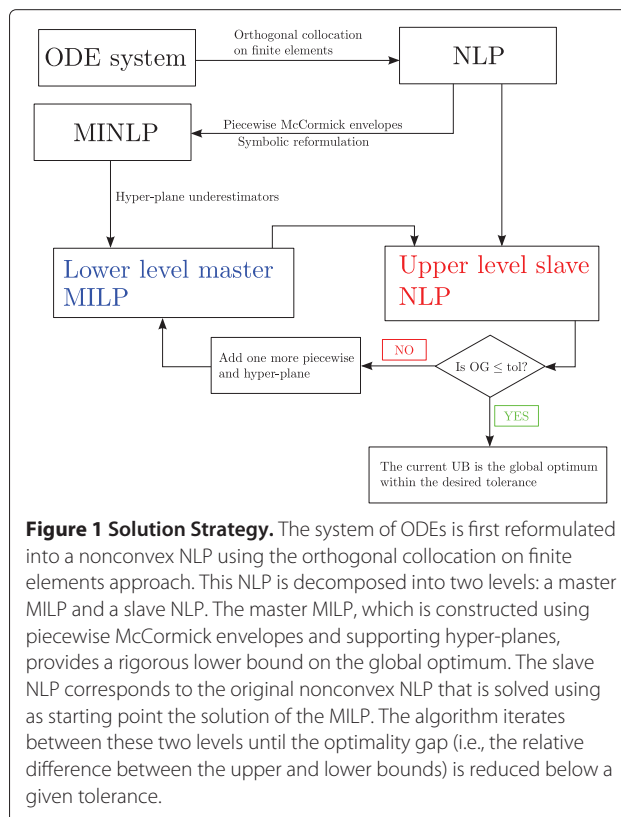 Orthogonal collocation
on finite elements
ODE system
NLP
MINLP
Piecewise McCormick envelopes
Symbolic reformulation
Hyper-plane underestimators
Lower level master
MILP
Upper level slave
NLP
Add one more piecewise
and hyper-plane
NO
Is OG ≤ tol?
YES
The current UB is the global optimum
within the desired tolerance
Figure 1 Solution Strategy. The system of ODEs is first reformulated
into a nonconvex NLP using the orthogonal collocation on finite
elements approach. This NLP is decomposed into two levels: a master
MILP and a slave NLP. The master MILP, which is constructed using
piecewise McCormick envelopes and supporting hyper-planes,
provides a rigorous lower bound on the global optimum. The slave
NLP corresponds to the original nonconvex NLP that is solved using
as starting point the solution of the MILP. The algorithm iterates
between these two levels until the optimality gap (i.e., the relative
difference between the upper and lower bounds) is reduced below a
given tolerance.